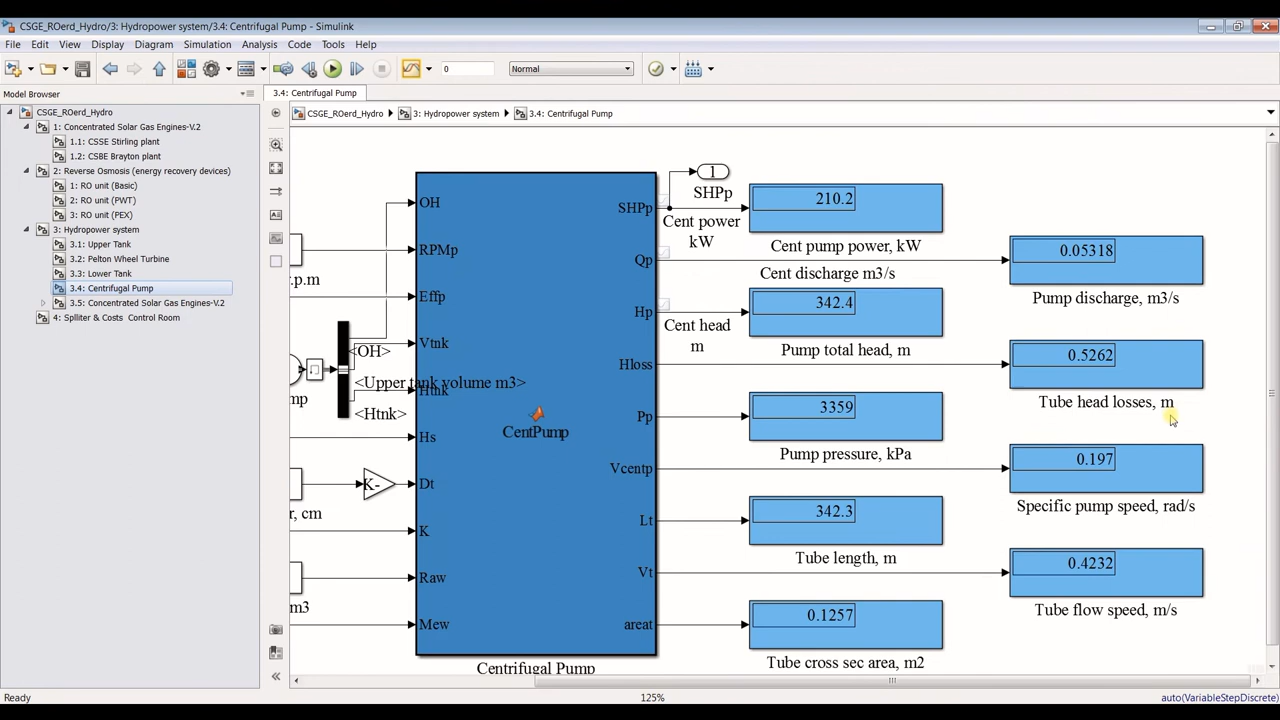 CSGE_ROerd_Hydro/3: Hydropower system/3.4: Centrifugal Pump - Simulink
File Edit View Display Diagram Simulation Analysis Code Tools Help
0
Normal
Model Browser
3.4: Centrifugal Pump
CSGE_ROerd_Hydro
3: Hydropower system
3.4: Centrifugal Pump
CSGE_ROerd_Hydro
1: Concentrated Solar Gas Engines-V.2
1.1: CSSE Stirling plant
1.2: CSBE Brayton plant
2: Reverse Osmosis (energy recovery devices)
1: RO unit (Basic)
2: RO unit (PWT)
3: RO unit (PEX)
3: Hydropower system
3.1: Upper Tank
3.2: Pelton Wheel Turbine
3.3: Lower Tank
3.4: Centrifugal Pump
3.5: Concentrated Solar Gas Engines-V.2
4: Splliter & Costs Control Room
r.p.m
mp
r, cm
m3
<OH>
<Upper tank volume m3>
<Htnk>
K-
OH
RPMp
Effp
Vtnk
Htnk
Hs
Dt
K
Raw
Mew
CentPump
Centrifugal Pump
SHPp
Qp
Hp
Hloss
Pp
Vcentp
Lt
Vt
areat
1
SHPp
Cent power
kW
210.2
Cent pump power, kW
Cent discharge m3/s
0.05318
Pump discharge, m3/s
Cent head
m
342.4
Pump total head, m
0.5262
Tube head losses, m
3359
Pump pressure, kPa
0.197
Specific pump speed, rad/s
342.3
Tube length, m
0.4232
Tube flow speed, m/s
0.1257
Tube cross sec area, m2
Ready
125%
auto(VariableStepDiscrete)